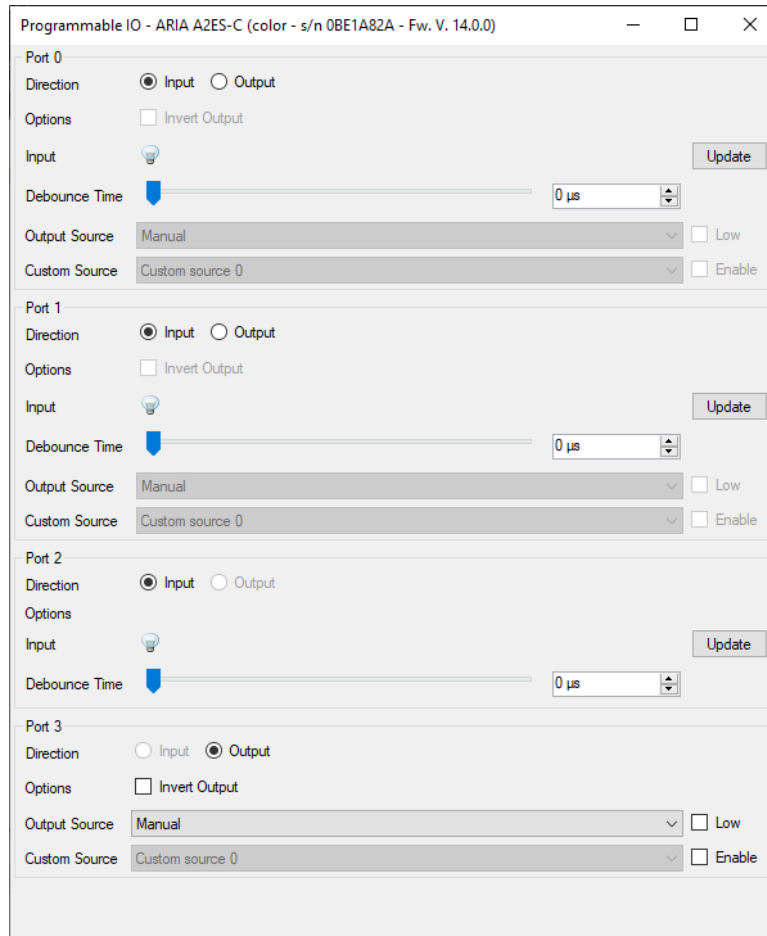 Programmable IO - ARIA A2ES-C (color - s/n 0BE1A82A - Fw. V. 14.0.0)
Port 0
Direction Input Output
Options Invert Output
Input Update
Debounce Time 0 µs
Output Source Manual Low
Custom Source Custom source 0 Enable
Port 1
Direction Input Output
Options Invert Output
Input Update
Debounce Time 0 µs
Output Source Manual Low
Custom Source Custom source 0 Enable
Port 2
Direction Input Output
Options
Input Update
Debounce Time 0 µs
Port 3
Direction Input Output
Options Invert Output
Output Source Manual Low
Custom Source Custom source 0 Enable